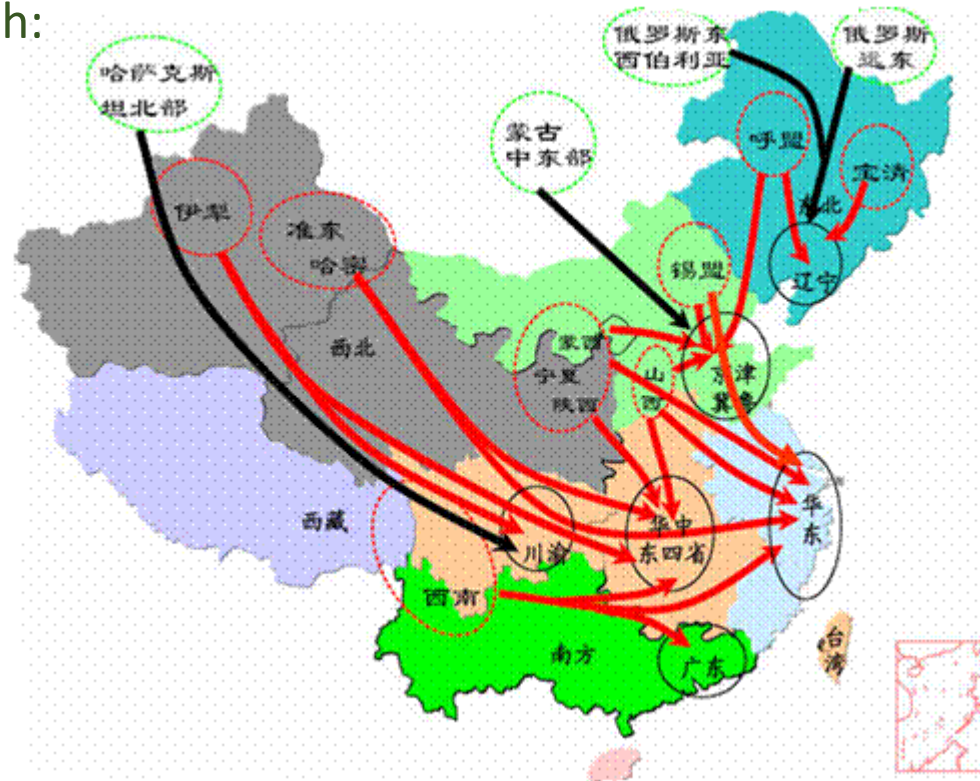 h:
哈萨克斯
坦北部
俄罗斯东
西伯利亚
俄罗斯
远东
蒙古
中东部
呼盟
宝清
东北
辽宁
伊犁
准东
哈密
锡盟
西北
蒙西
宁夏
陕西
山
西
京津
冀鲁
西藏
川渝
华中
东四省
华
东
西南
南方
广东
台
湾